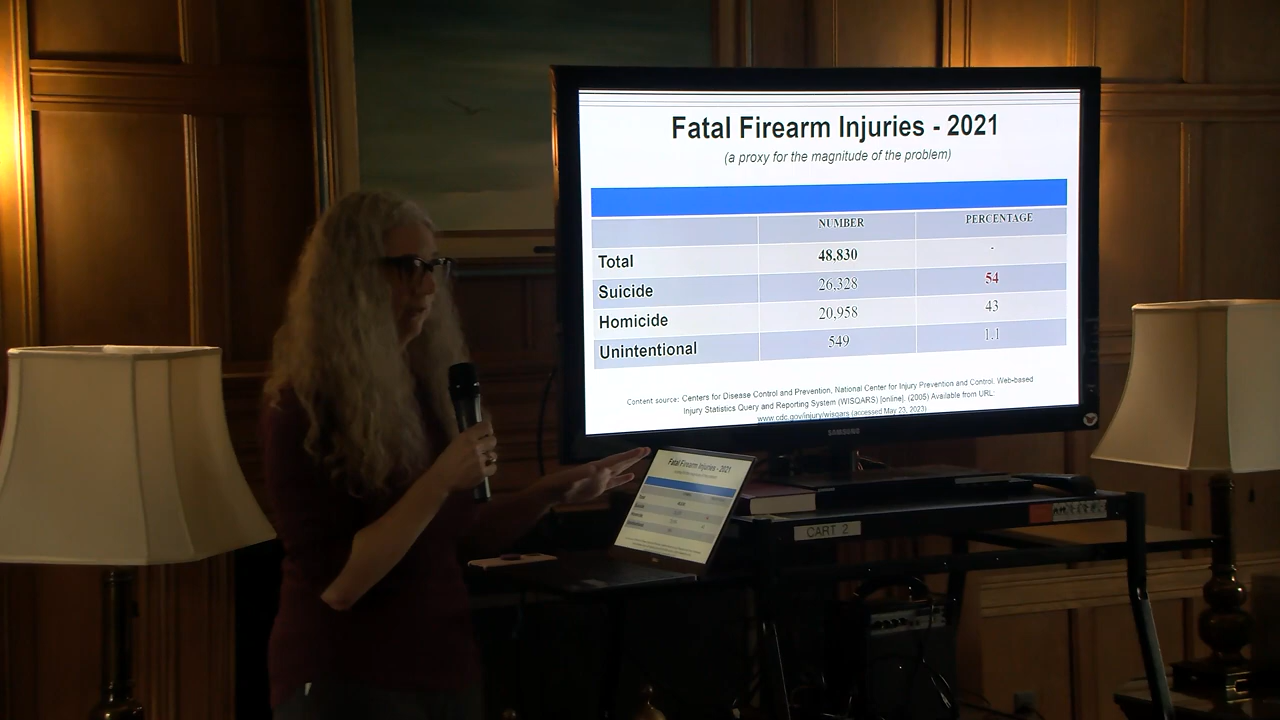 Fatal Firearm Injuries - 2021
(a proxy for the magnitude of the problem)
NUMBER PERCENTAGE
Total 48,830 -
Suicide 26,328 54
Homicide 20,958 43
Unintentional 549 1.1
Content source: Centers for Disease Control and Prevention, National Center for Injury Prevention and Control. Web-based
Injury Statistics Query and Reporting System (WISQARS) [online]. (2005) Available from URL:
www.cdc.gov/injury/wisqars (accessed May 23, 2023)
SAMSUNG
Fatal Firearm Injuries - 2021
CART 2